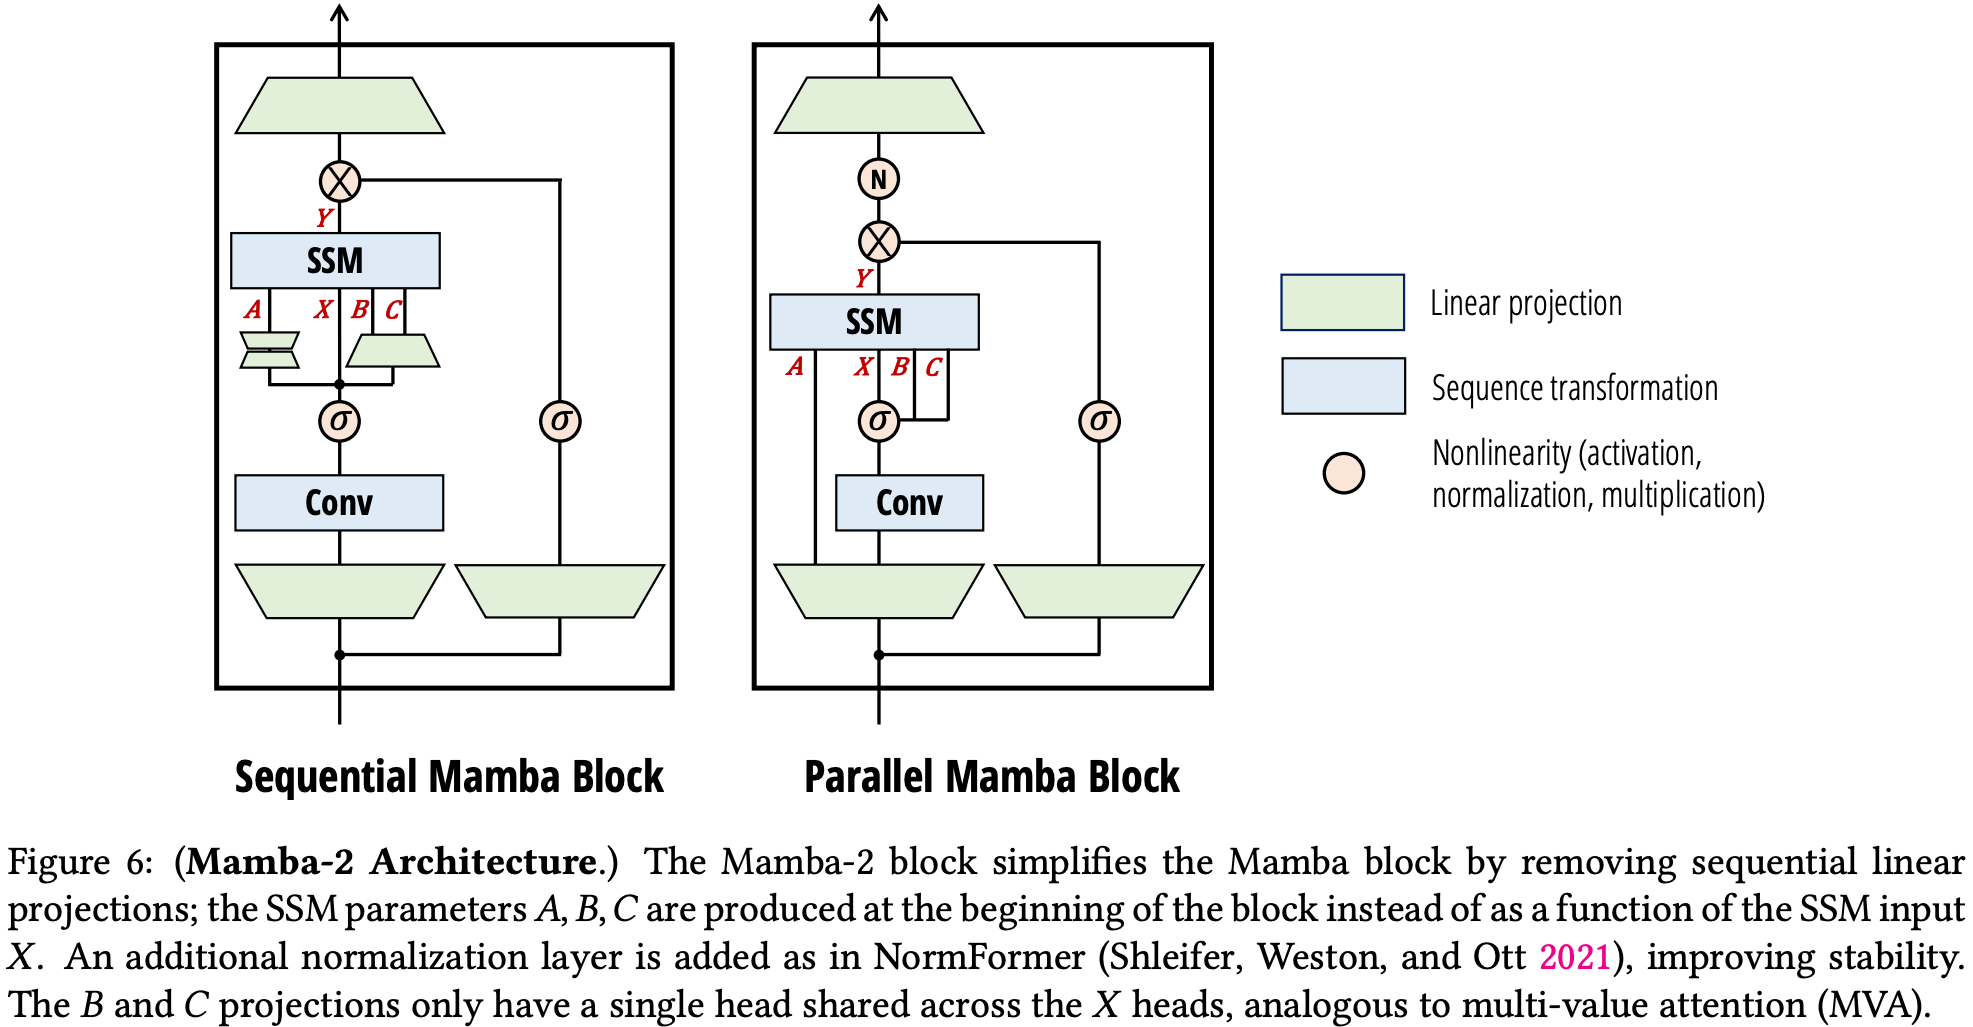 Y
SSM
A X B C
σ σ
Conv
Sequential Mamba Block
N
Y
SSM
A X B C
σ σ
Conv
Parallel Mamba Block
Linear projection
Sequence transformation
Nonlinearity (activation,
normalization, multiplication)
Figure 6: (Mamba-2 Architecture.) The Mamba-2 block simplifies the Mamba block by removing sequential linear
projections; the SSM parameters A, B, C are produced at the beginning of the block instead of as a function of the SSM input
X. An additional normalization layer is added as in NormFormer (Shleifer, Weston, and Ott 2021), improving stability.
The B and C projections only have a single head shared across the X heads, analogous to multi-value attention (MVA).